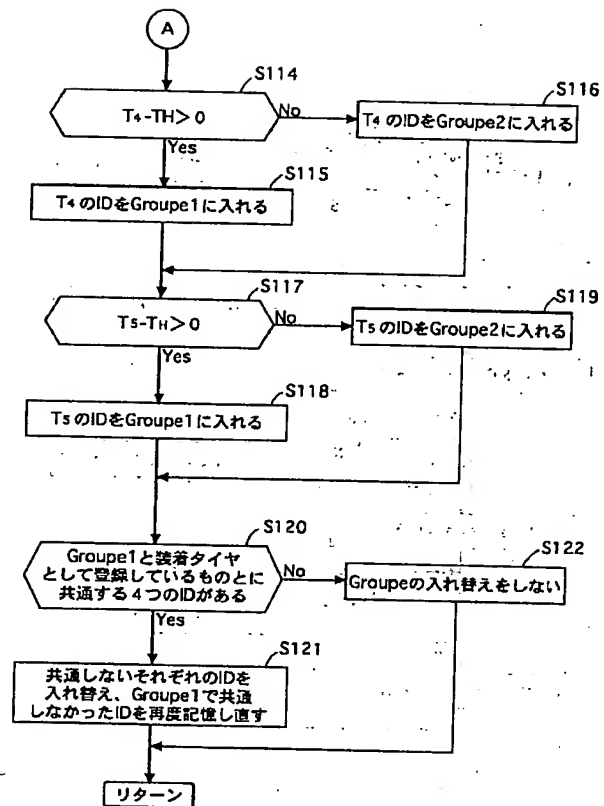 A
S114
T4-TH>0
No
S116
T4のIDをGroupe2に入れる
Yes
S115
T4のIDをGroupe1に入れる
S117
T5-TH>0
No
S119
T5のIDをGroupe2に入れる
Yes
S118
T5のIDをGroupe1に入れる
S120
Groupe1と装着タイヤ
として登録しているものとに
共通する4つのIDがある
No
S122
Groupeの入れ替えをしない
Yes
S121
共通しないそれぞれのIDを
入れ替え、Groupe1で共通
しなかったIDを再度記憶し直す
リターン